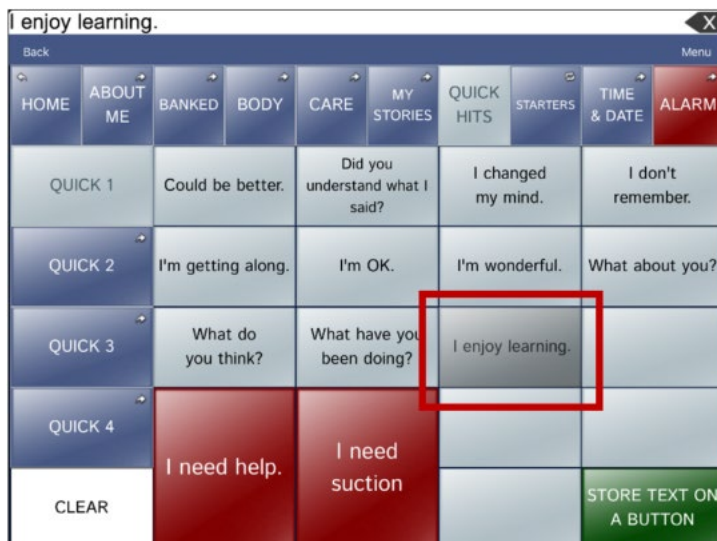 I enjoy learning.
X
Back
Menu
HOME
ABOUT
ME
BANKED
BODY
CARE
MY
STORIES
QUICK
HITS
STARTERS
TIME
& DATE
ALARM
QUICK 1
Could be better.
Did you
understand what I
said?
I changed
my mind.
I don't
remember.
QUICK 2
I'm getting along.
I'm OK.
I'm wonderful.
What about you?
QUICK 3
What do
you think?
What have you
been doing?
I enjoy learning.
QUICK 4
I need help.
I need
suction
CLEAR
STORE TEXT ON
A BUTTON